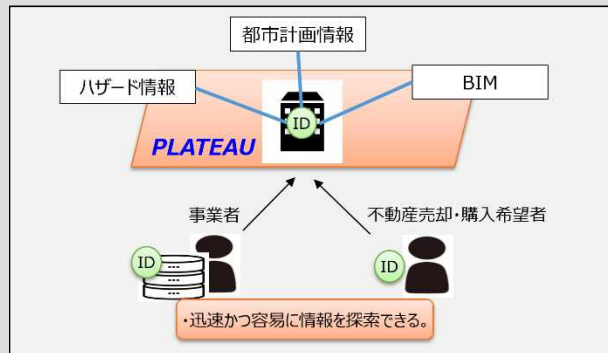 都市計画情報
ハザード情報
BIM
ID
PLATEAU
事業者
不動産売却・購入希望者
ID
ID
・迅速かつ容易に情報を探索できる。